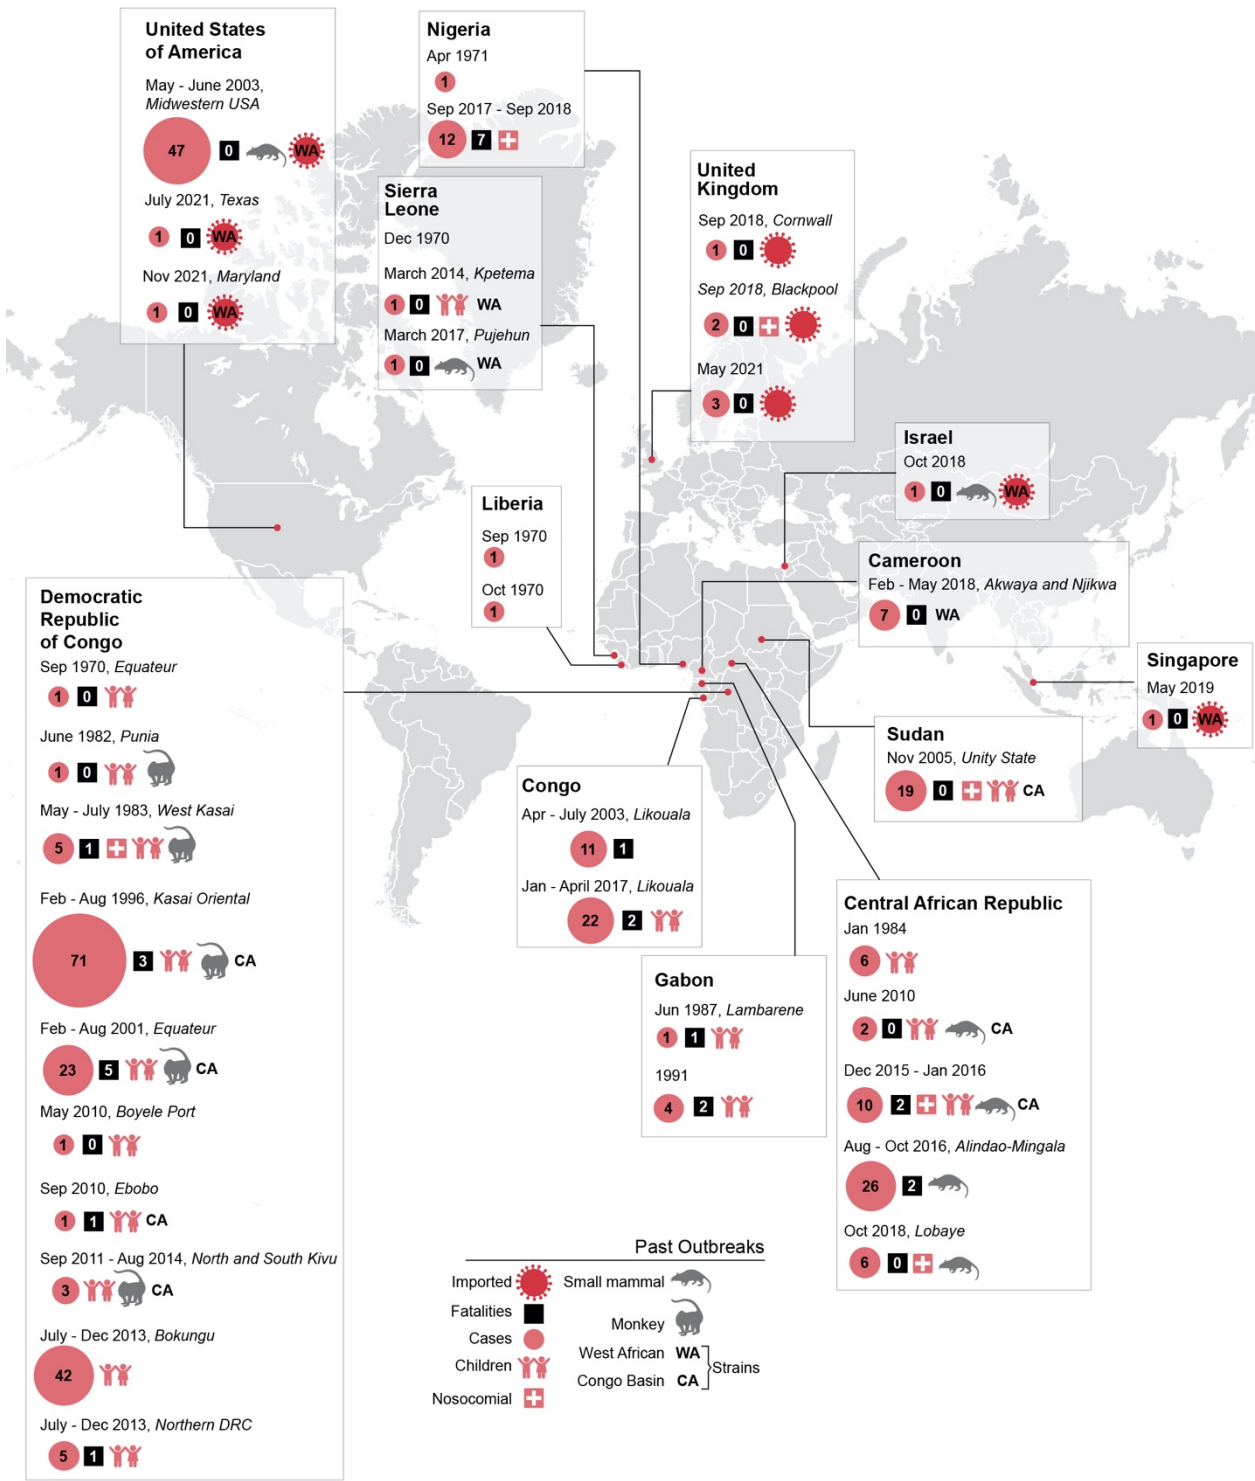 United States
of America
May - June 2003,
Midwestern USA
47 0 WA
July 2021, Texas
1 0 WA
Nov 2021, Maryland
1 0 WA
Nigeria
Apr 1971
1
Sep 2017 - Sep 2018
12 7
Sierra
Leone
Dec 1970
March 2014, Kpetema
1 0 WA
March 2017, Pujehun
1 0 WA
United
Kingdom
Sep 2018, Cornwall
1 0
Sep 2018, Blackpool
2 0
May 2021
3 0
Israel
Oct 2018
1 0 WA
Liberia
Sep 1970
1
Oct 1970
1
Cameroon
Feb - May 2018, Akwaya and Njikwa
7 0 WA
Singapore
May 2019
1 0 WA
Sudan
Nov 2005, Unity State
19 0 CA
Democratic
Republic
of Congo
Sep 1970, Equateur
1 0
June 1982, Punia
1 0
May - July 1983, West Kasai
5 1
Feb - Aug 1996, Kasai Oriental
71 3 CA
Feb - Aug 2001, Equateur
23 5 CA
May 2010, Boyele Port
1 0
Sep 2010, Ebobo
1 1 CA
Sep 2011 - Aug 2014, North and South Kivu
3 CA
July - Dec 2013, Bokungu
42
July - Dec 2013, Northern DRC
5 1
Congo
Apr - July 2003, Likouala
11 1
Jan - April 2017, Likouala
22 2
Gabon
Jun 1987, Lambarene
1 1
1991
4 2
Central African Republic
Jan 1984
6
June 2010
2 0 CA
Dec 2015 - Jan 2016
10 2 CA
Aug - Oct 2016, Alindao-Mingala
26 2
Oct 2018, Lobaye
6 0
Past Outbreaks
Imported
Fatalities
Cases
Children
Nosocomial
Small mammal
Monkey
West African WA
Congo Basin CA
Strains